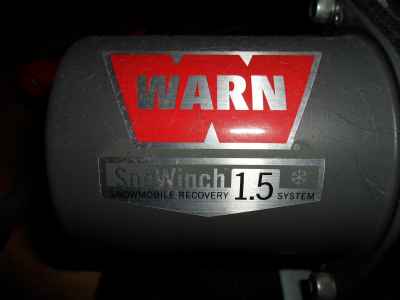 WARN
SnoWinch 1.5
SNOWMOBILE RECOVERY SYSTEM